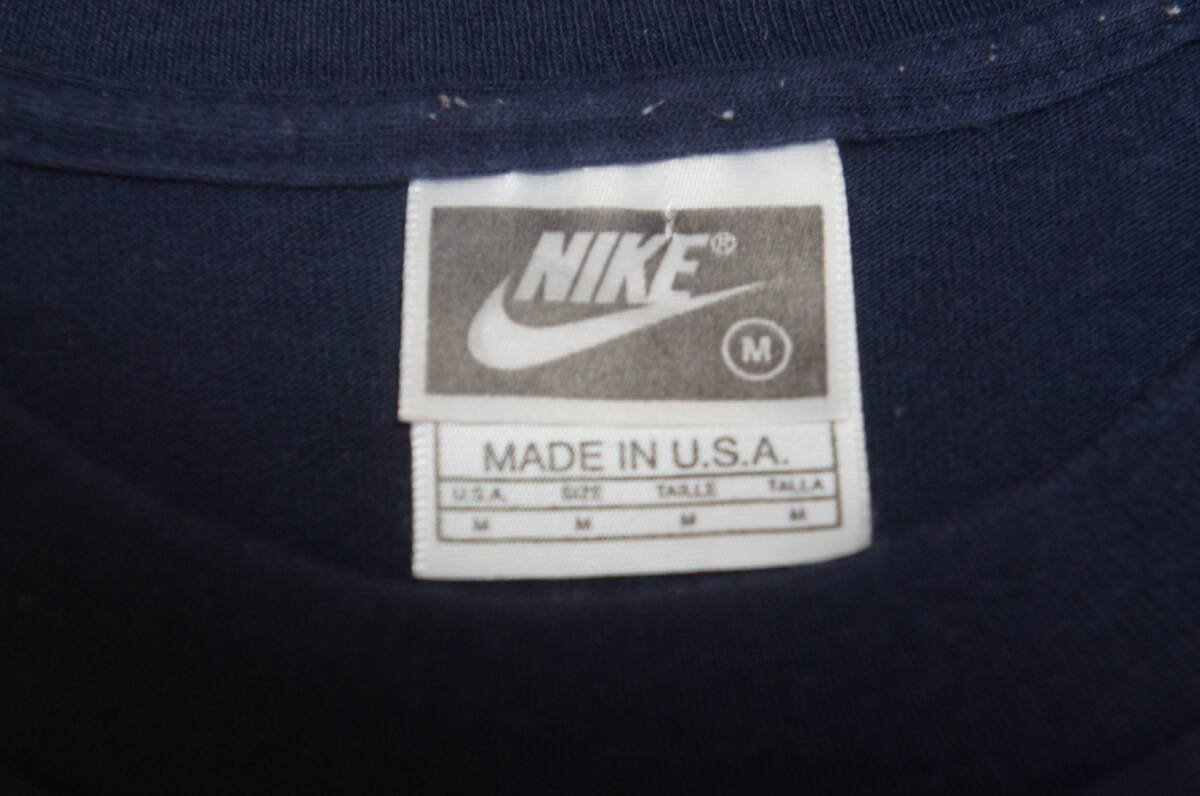 NIKE®
M
MADE IN U.S.A.
U.S.A. SIZE TAILLE TALLA
M M M M